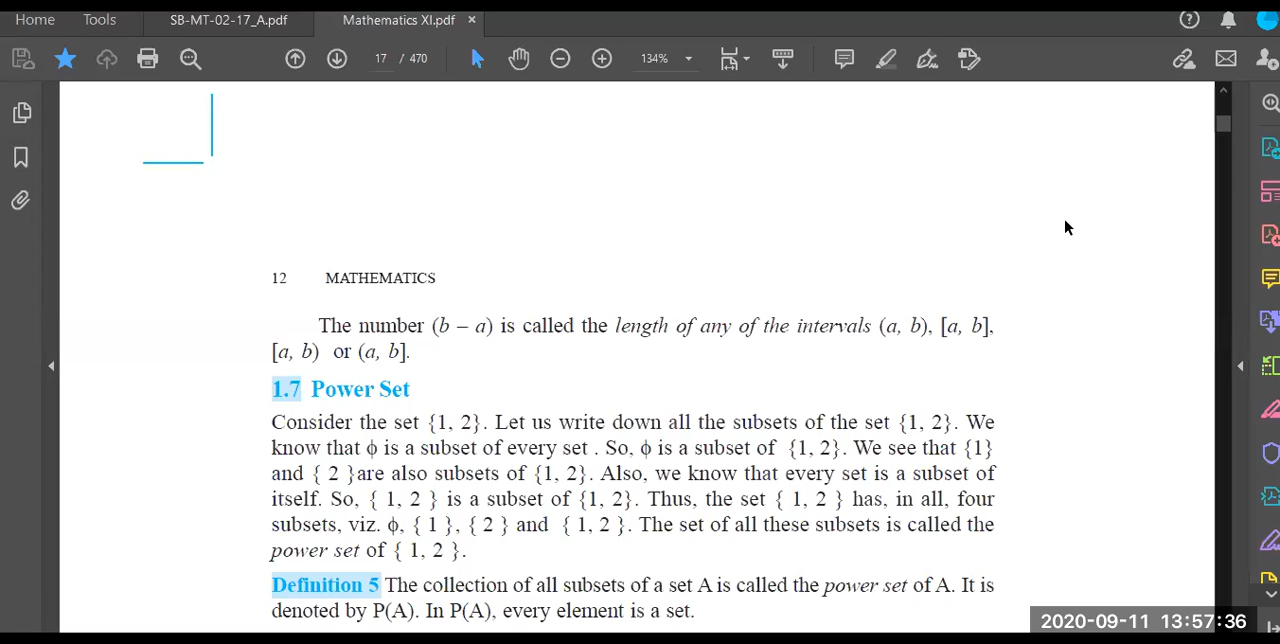 Home Tools SB-MT-02-17_A.pdf Mathematics XI.pdf ×
17 / 470 134%
12 MATHEMATICS
The number (b – a) is called the length of any of the intervals (a, b), [a, b],
[a, b) or (a, b].
1.7 Power Set
Consider the set {1, 2}. Let us write down all the subsets of the set {1, 2}. We
know that ϕ is a subset of every set . So, ϕ is a subset of {1, 2}. We see that {1}
and { 2 }are also subsets of {1, 2}. Also, we know that every set is a subset of
itself. So, { 1, 2 } is a subset of {1, 2}. Thus, the set { 1, 2 } has, in all, four
subsets, viz. ϕ, { 1 }, { 2 } and { 1, 2 }. The set of all these subsets is called the
power set of { 1, 2 }.
Definition 5 The collection of all subsets of a set A is called the power set of A. It is
denoted by P(A). In P(A), every element is a set.
2020-09-11 13:57:36